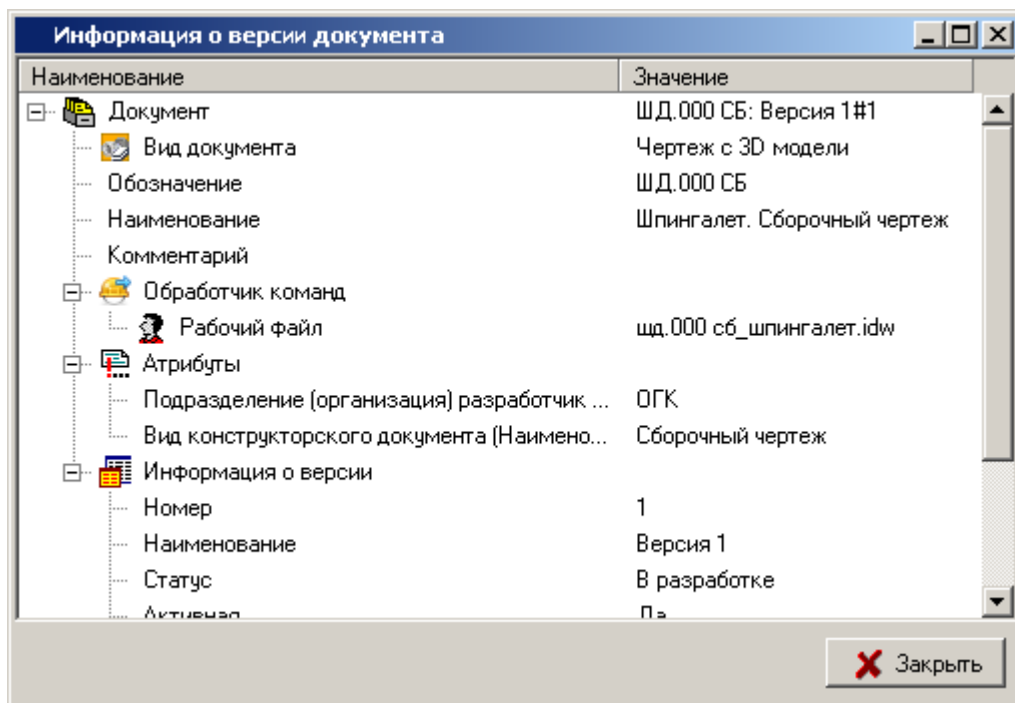 Информация о версии документа
Наименование Значение
Документ ШД.000 СБ: Версия 1#1
Вид документа Чертеж с 3D модели
Обозначение ШД.000 СБ
Наименование Шпингалет. Сборочный чертеж
Комментарий
Обработчик команд
Рабочий файл шд.000 сб_шпингалет.idw
Атрибуты
Подразделение (организация) разработчик ... ОГК
Вид конструкторского документа (Наимено... Сборочный чертеж
Информация о версии
Номер 1
Наименование Версия 1
Статус В разработке
Активная Да
Закрыть